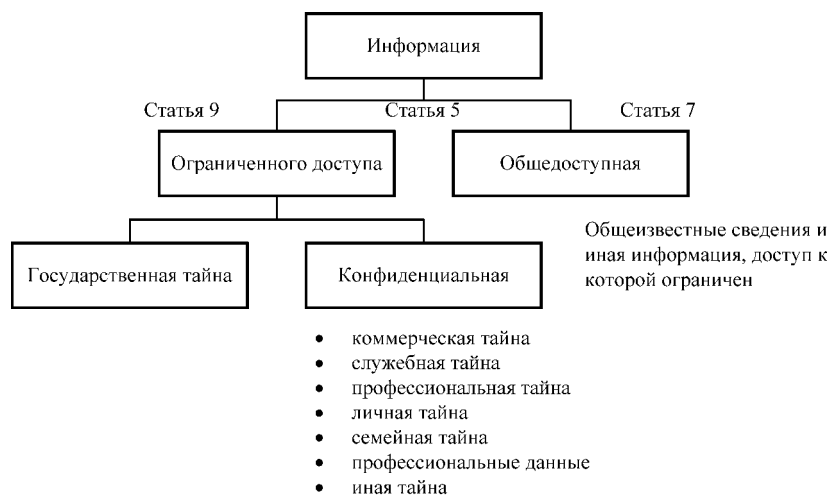 Информация
Статья 9
Статья 5
Статья 7
Ограниченного доступа
Общедоступная
Общеизвестные сведения и
иная информация, доступ к
которой ограничен
Государственная тайна
Конфиденциальная
• коммерческая тайна
• служебная тайна
• профессиональная тайна
• личная тайна
• семейная тайна
• профессиональные данные
• иная тайна